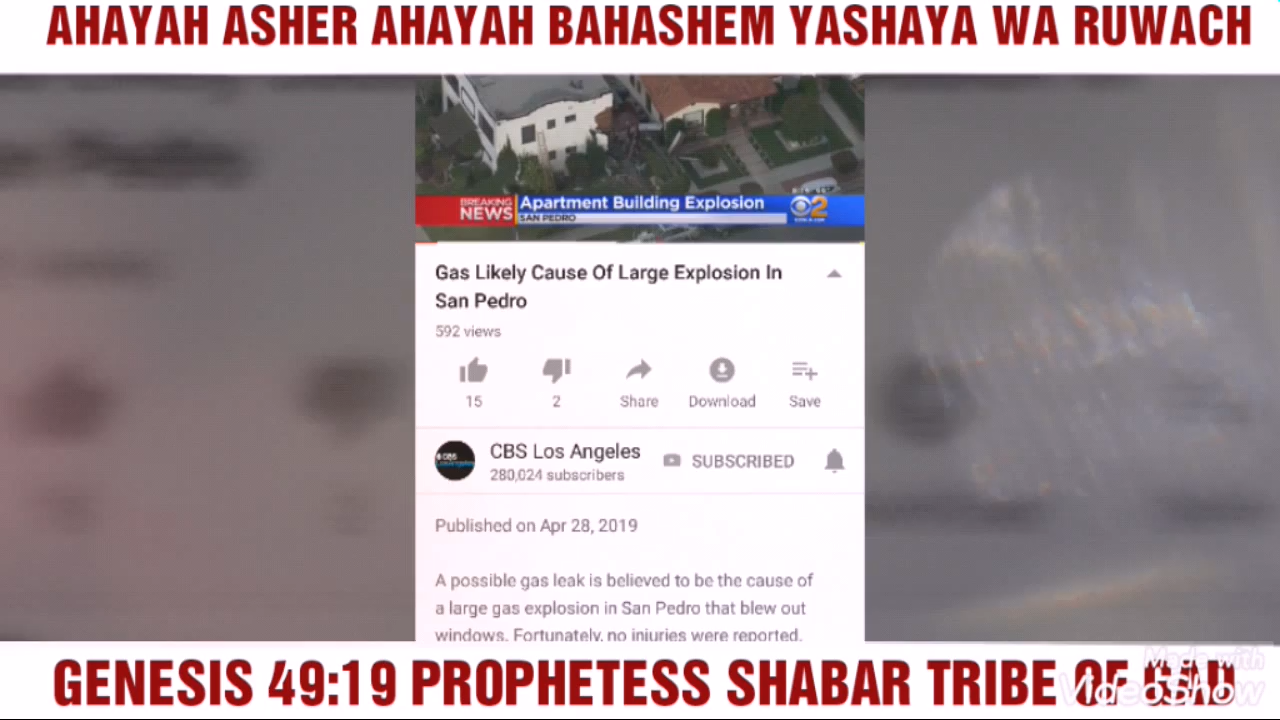 AHAYAH ASHER AHAYAH BAHASHEM YASHAYA WA RUWACH
BREAKING NEWS
Apartment Building Explosion
SAN PEDRO
2
Gas Likely Cause Of Large Explosion In
San Pedro
592 views
15
2
Share
Download
Save
CBS Los Angeles
280,024 subscribers
SUBSCRIBED
Published on Apr 28, 2019
A possible gas leak is believed to be the cause of
a large gas explosion in San Pedro that blew out
windows. Fortunately, no injuries were reported.
GENESIS 49:19 PROPHETESS SHABAR TRIBE OF GAD
Made with
VideoShow